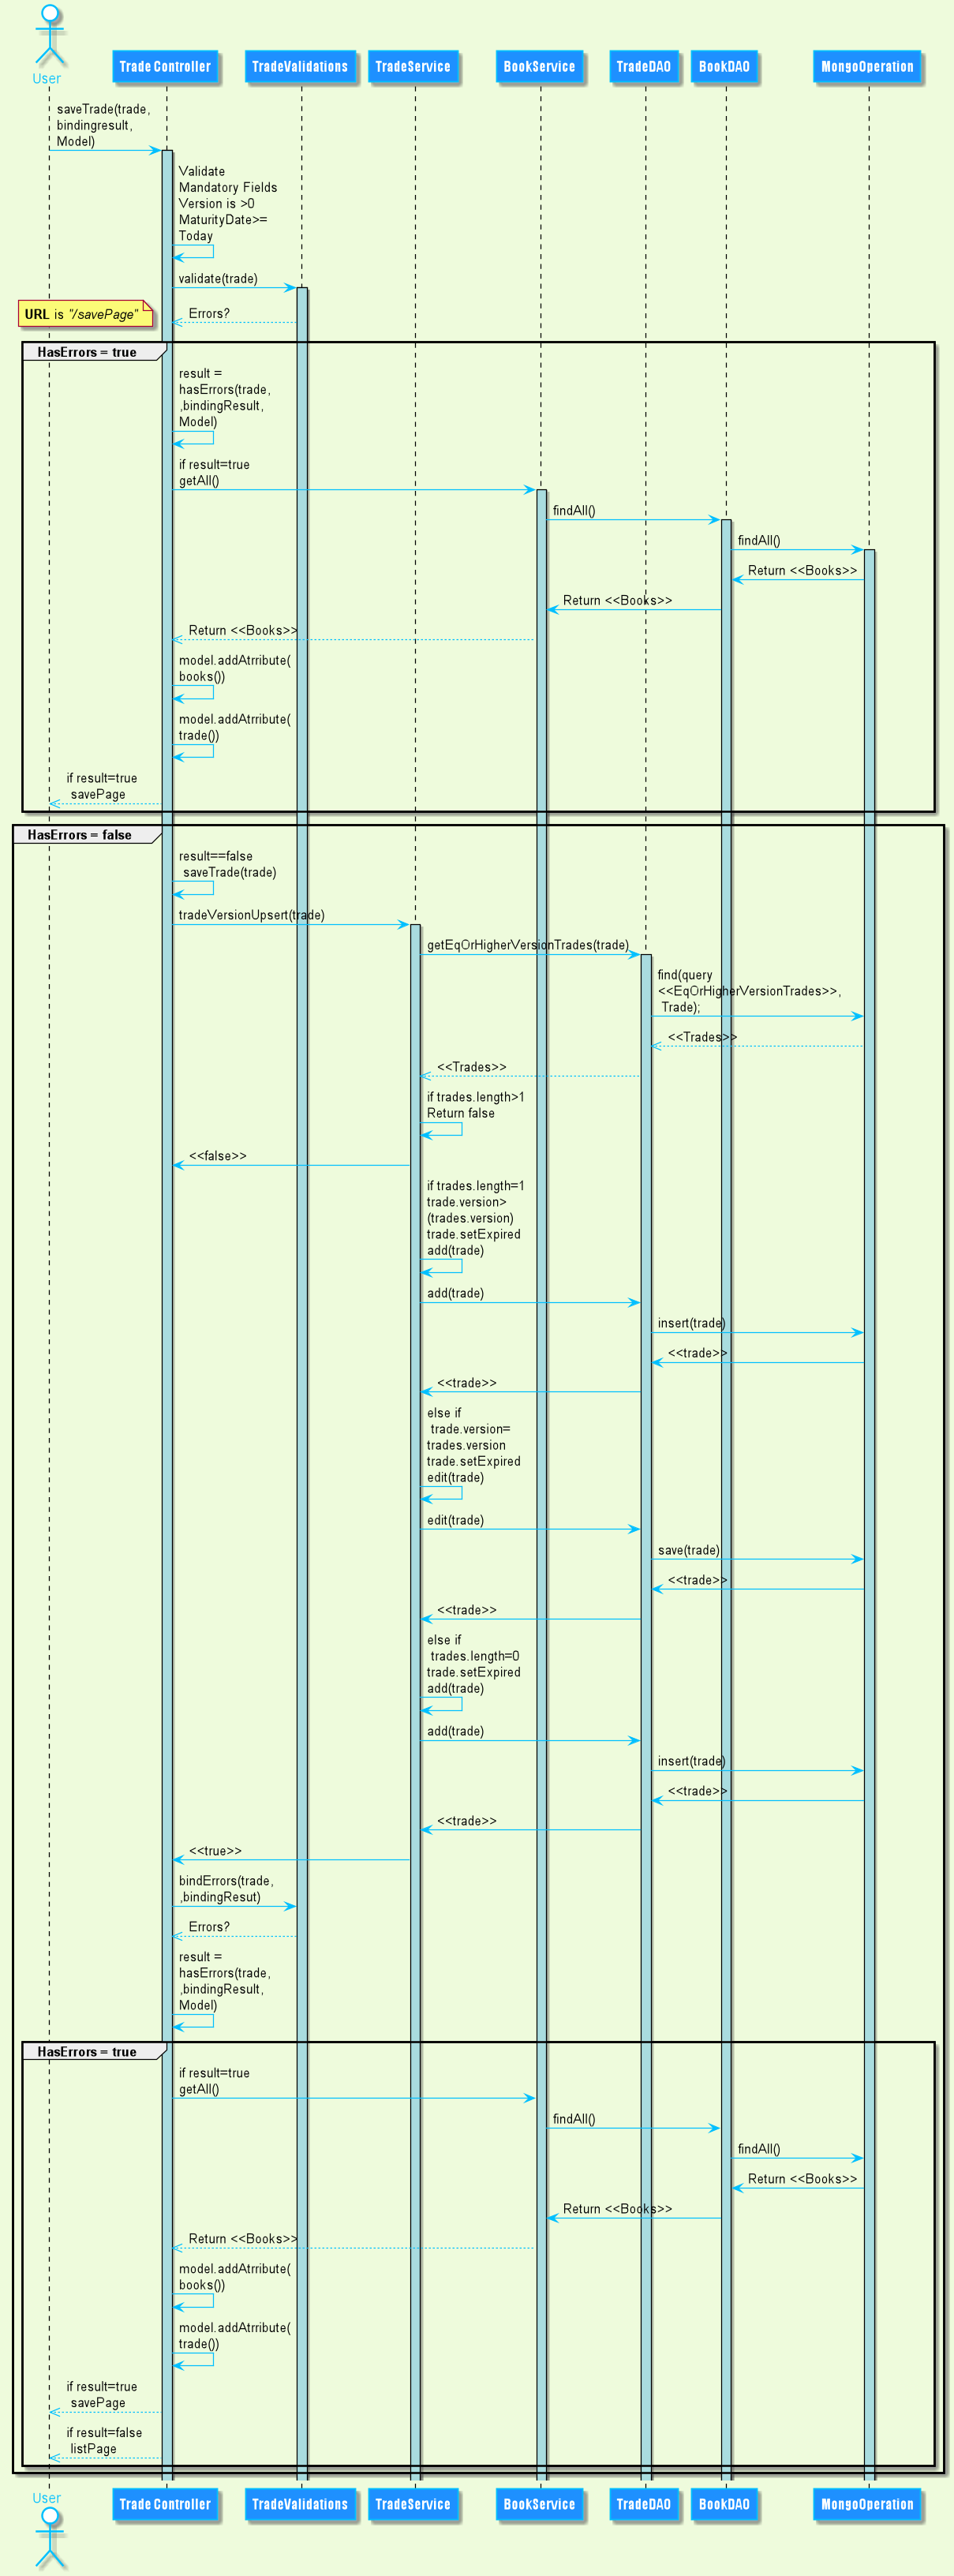 User
Trade Controller
TradeValidations
TradeService
BookService
TradeDAO
BookDAO
MongoOperation
saveTrade(trade,
bindingresult,
Model)
Validate
Mandatory Fields
Version is >0
MaturityDate>=
Today
validate(trade)
URL is "/savePage"
Errors?
HasErrors = true
result =
hasErrors(trade,
,bindingResult,
Model)
if result=true
getAll()
findAll()
findAll()
Return <<Books>>
Return <<Books>>
Return <<Books>>
model.addAtrribute(
books())
model.addAtrribute(
trade())
if result=true
savePage
HasErrors = false
result==false
saveTrade(trade)
tradeVersionUpsert(trade)
getEqOrHigherVersionTrades(trade)
find(query
<<EqOrHigherVersionTrades>>,
Trade);
<<Trades>>
<<Trades>>
if trades.length>1
Return false
<<false>>
if trades.length=1
trade.version>
(trades.version)
trade.setExpired
add(trade)
add(trade)
insert(trade)
<<trade>>
<<trade>>
else if
trade.version=
trades.version
trade.setExpired
edit(trade)
edit(trade)
save(trade)
<<trade>>
<<trade>>
else if
trades.length=0
trade.setExpired
add(trade)
add(trade)
insert(trade)
<<trade>>
<<trade>>
<<true>>
bindErrors(trade,
,bindingResut)
Errors?
result =
hasErrors(trade,
,bindingResult,
Model)
HasErrors = true
if result=true
getAll()
findAll()
findAll()
Return <<Books>>
Return <<Books>>
Return <<Books>>
model.addAtrribute(
books())
model.addAtrribute(
trade())
if result=true
savePage
if result=false
listPage
User
Trade Controller
TradeValidations
TradeService
BookService
TradeDAO
BookDAO
MongoOperation